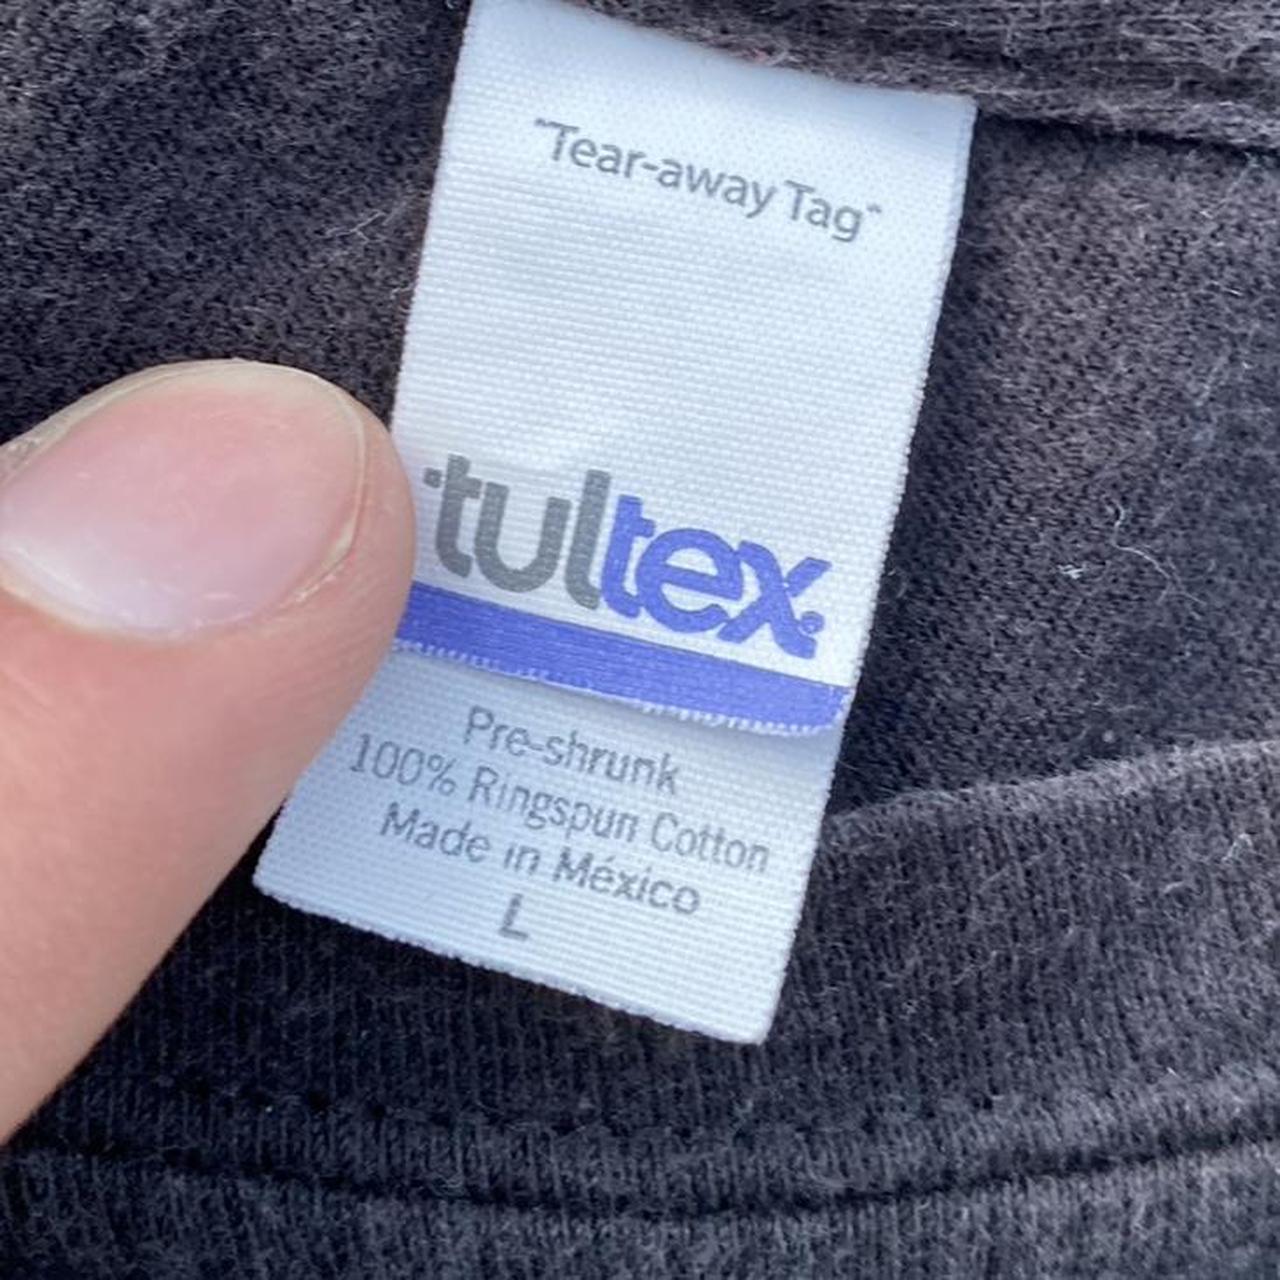 "Tear-away Tag"
tultex
Pre-shrunk
100% Ringspun Cotton
Made in México
L